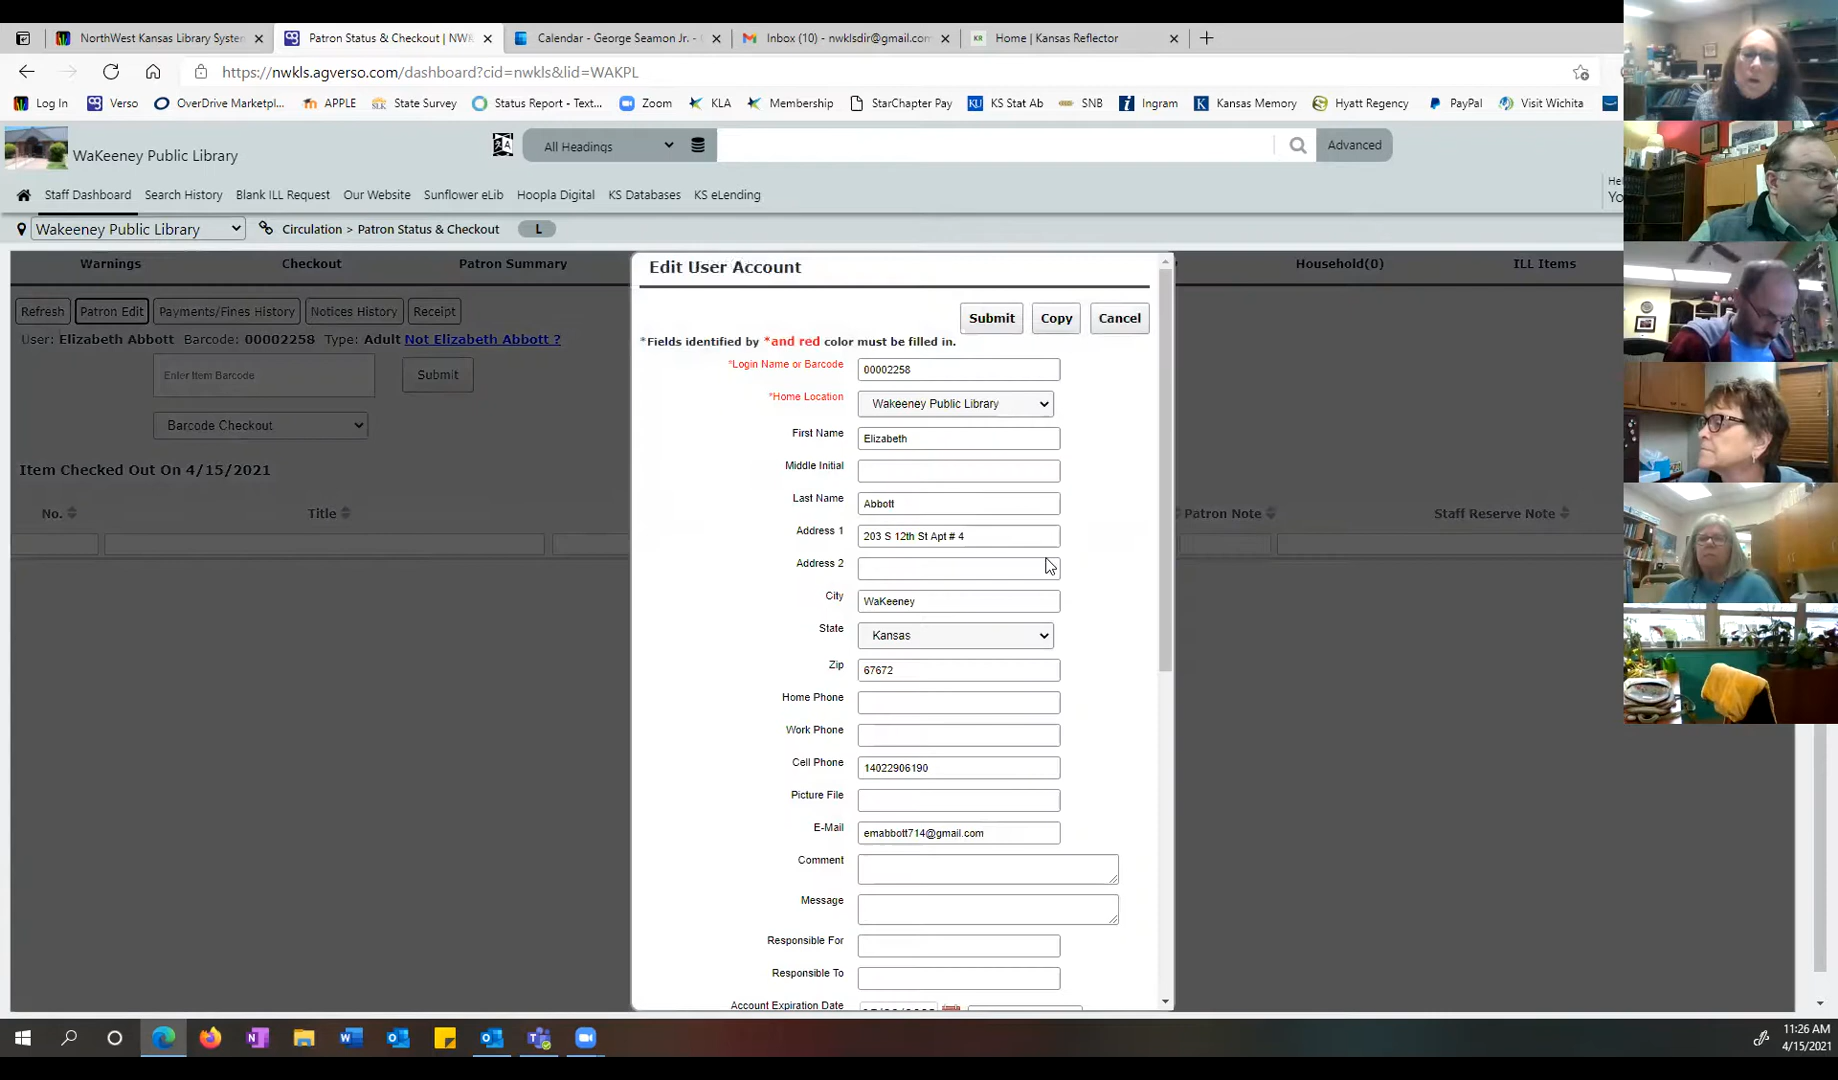 NorthWest Kansas Library System
Patron Status & Checkout | NW
Calendar - George Seamon Jr. -
Inbox (10) - nwklsdir@gmail.com
KR Home | Kansas Reflector
https://nwkls.agverso.com/dashboard?cid=nwkls&lid=WAKPL
Log In Verso OverDrive Marketpl... APPLE SLK State Survey Status Report - Text... Zoom KLA Membership StarChapter Pay KU KS Stat Ab SNB Ingram K Kansas Memory Hyatt Regency PayPal Visit Wichita
WaKeeney Public Library
All Headings
Advanced
Staff Dashboard Search History Blank ILL Request Our Website Sunflower eLib Hoopla Digital KS Databases KS eLending
Wakeeney Public Library Circulation > Patron Status & Checkout L
Warnings Checkout Patron Summary Household(0) ILL Items
Refresh Patron Edit Payments/Fines History Notices History Receipt
User: Elizabeth Abbott Barcode: 00002258 Type: Adult Not Elizabeth Abbott ?
Enter Item Barcode Submit
Barcode Checkout
Item Checked Out On 4/15/2021
No. Title Patron Note Staff Reserve Note
Edit User Account
Submit Copy Cancel
*Fields identified by *and red color must be filled in.
*Login Name or Barcode 00002258
*Home Location Wakeeney Public Library
First Name Elizabeth
Middle Initial
Last Name Abbott
Address 1 203 S 12th St Apt # 4
Address 2
City WaKeeney
State Kansas
Zip 67672
Home Phone
Work Phone
Cell Phone 14022906190
Picture File
E-Mail emabbott714@gmail.com
Comment
Message
Responsible For
Responsible To
Account Expiration Date
11:26 AM
4/15/2021